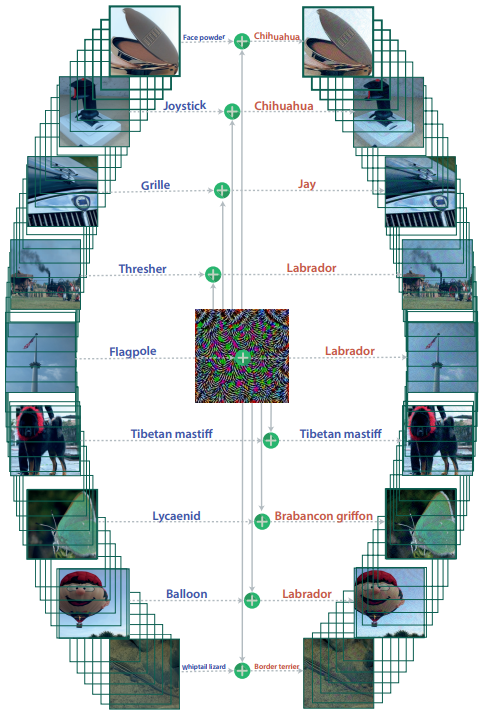 Face powder Chihuahua
Joystick Chihuahua
Grille Jay
Thresher Labrador
Flagpole Labrador
Tibetan mastiff Tibetan mastiff
Lycaenid Brabancon griffon
Balloon Labrador
Whiptail lizard Border terrier